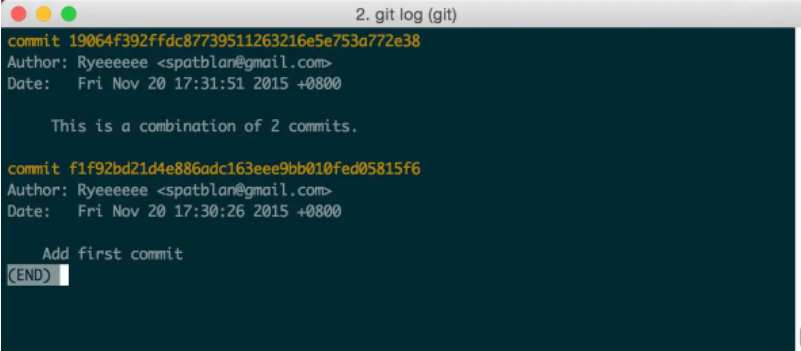 2. git log (git)
commit 19064f392ffdc87739511263216e5e753a772e38
Author: Ryeeeeee <spatblan@gmail.com>
Date:   Fri Nov 20 17:31:51 2015 +0800
This is a combination of 2 commits.
commit f1f92bd21d4e886adc163eee9bb010fed05815f6
Author: Ryeeeeee <spatblan@gmail.com>
Date:   Fri Nov 20 17:30:26 2015 +0800
Add first commit
(END)